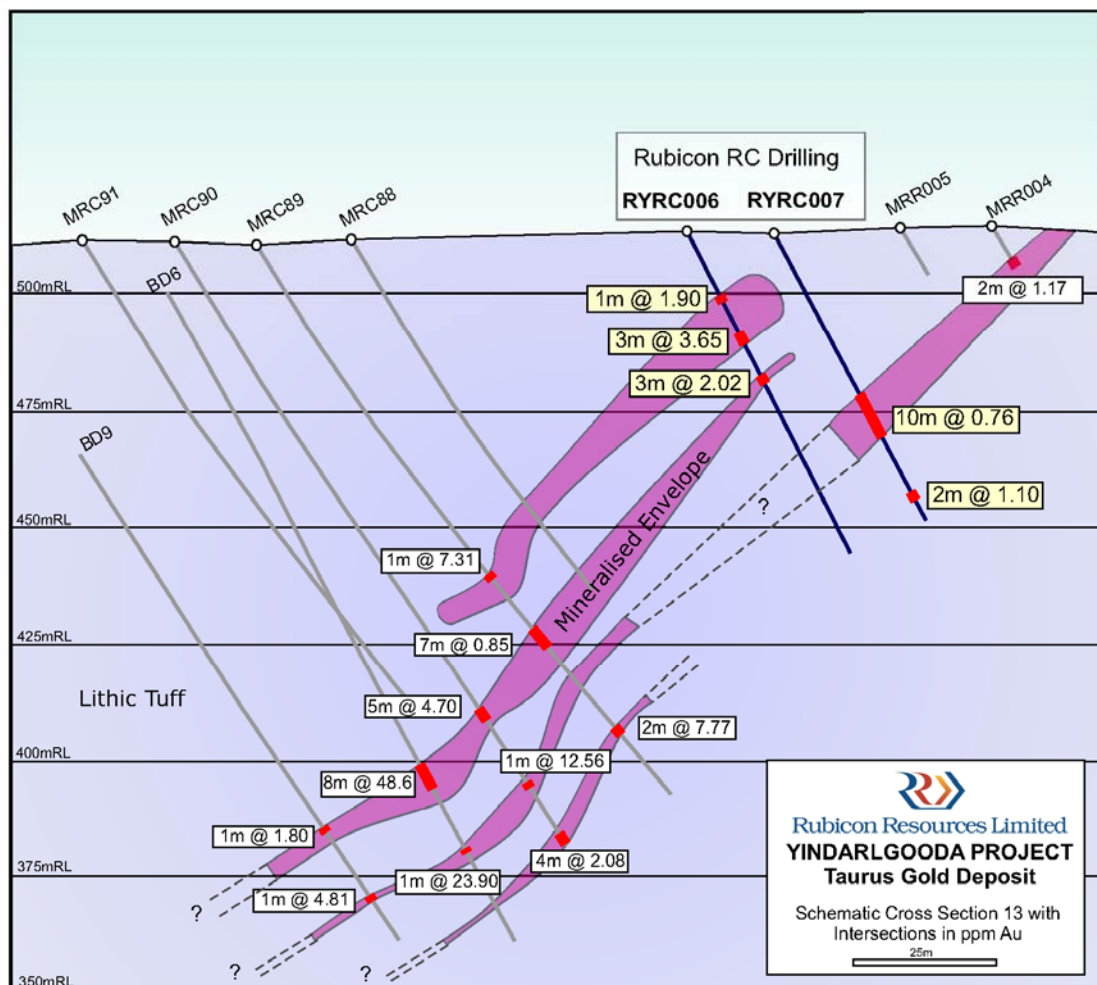 Rubicon RC Drilling
RYRC006 RYRC007
MRC91
MRC90
MRC89
MRC88
MRR005
MRR004
BD6
BD9
500mRL
475mRL
450mRL
425mRL
400mRL
375mRL
350mRL
1m @ 1.90
3m @ 3.65
3m @ 2.02
2m @ 1.17
10m @ 0.76
2m @ 1.10
?
Mineralised Envelope
1m @ 7.31
7m @ 0.85
5m @ 4.70
2m @ 7.77
1m @ 12.56
8m @ 48.6
1m @ 1.80
4m @ 2.08
1m @ 23.90
1m @ 4.81
?
?
?
Lithic Tuff
Rubicon Resources Limited
YINDARLGOODA PROJECT
Taurus Gold Deposit
Schematic Cross Section 13 with
Intersections in ppm Au
25m